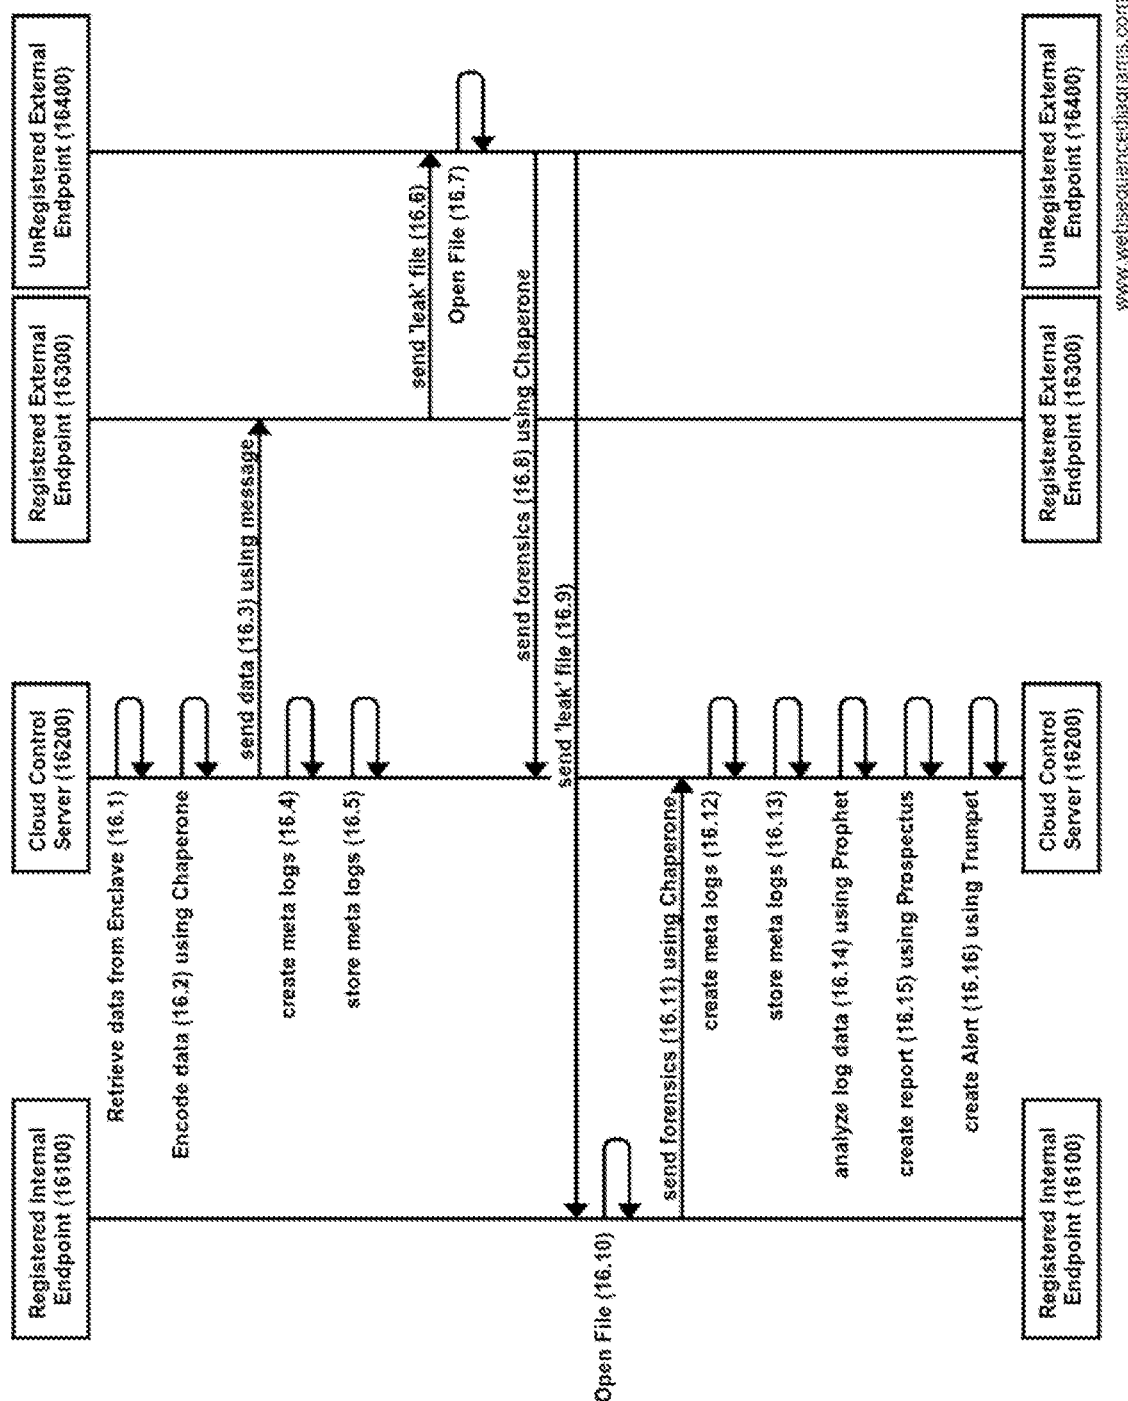 Registered Internal
Endpoint (16100)
Cloud Control
Server (16200)
Registered External
Endpoint (16300)
UnRegistered External
Endpoint (16400)
Retrieve data from Enclave (16.1)
Encode data (16.2) using Chaperone
send data (16.3) using message
create meta logs (16.4)
store meta logs (16.5)
send 'leak' file (16.6)
Open File (16.7)
send forensics (16.8) using Chaperone
send 'leak' file (16.9)
Open File (16.10)
send forensics (16.11) using Chaperone
create meta logs (16.12)
store meta logs (16.13)
analyze log data (16.14) using Prophet
create report (16.15) using Prospectus
create Alert (16.16) using Trumpet
Registered Internal
Endpoint (16100)
Cloud Control
Server (16200)
Registered External
Endpoint (16300)
UnRegistered External
Endpoint (16400)
www.websequencediagrams.com